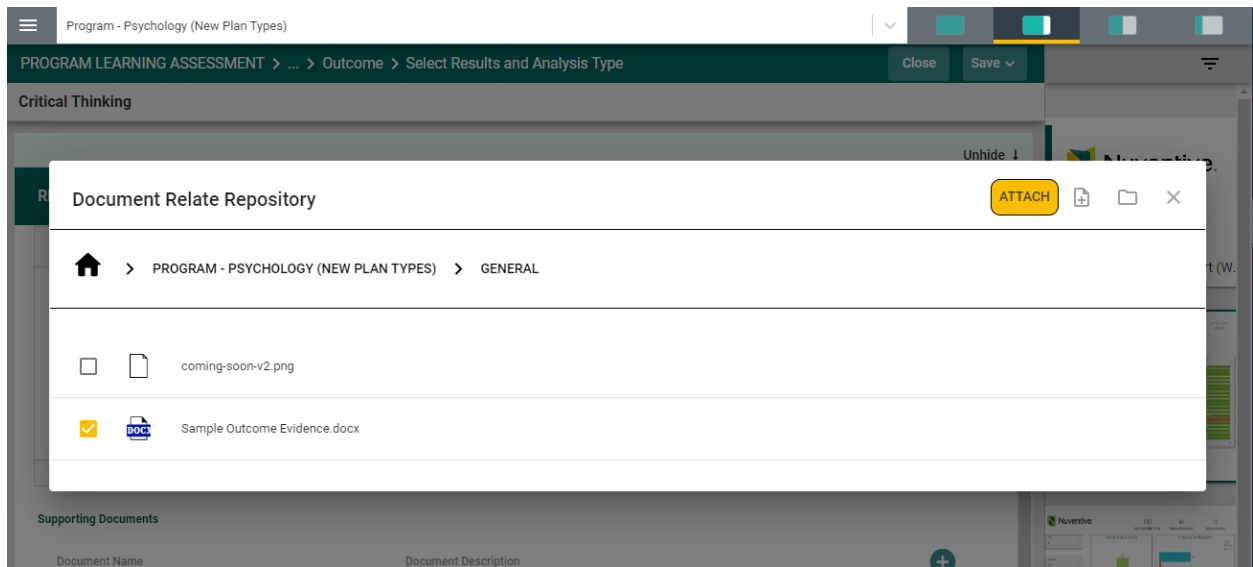 Program - Psychology (New Plan Types)
PROGRAM LEARNING ASSESSMENT > ... > Outcome > Select Results and Analysis Type
Close
Save
Critical Thinking
Unhide ↓
Nuventive.
R
Document Relate Repository
ATTACH
PROGRAM - PSYCHOLOGY (NEW PLAN TYPES) > GENERAL
rt (W.
coming-soon-v2.png
DOCX
Sample Outcome Evidence.docx
Supporting Documents
Nuventive.
Document Name
Document Description